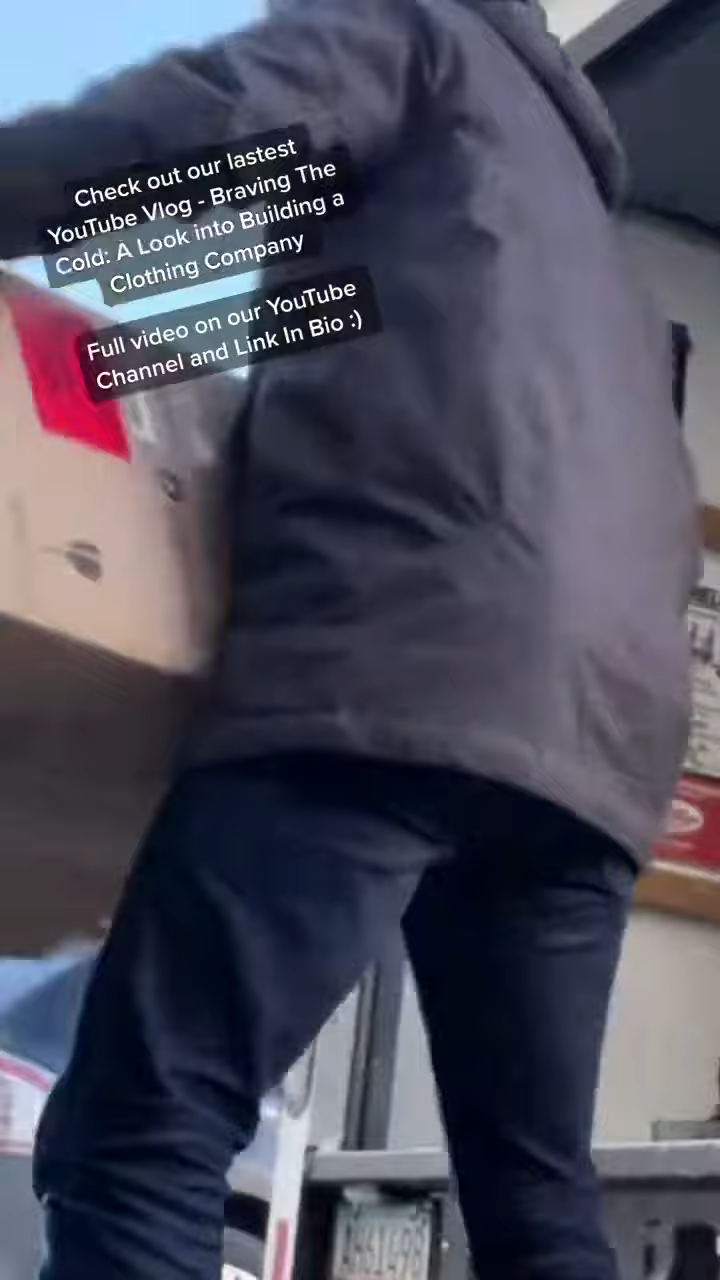 Check out our lastest
YouTube Vlog - Braving The
Cold: A Look into Building a
Clothing Company
Full video on our YouTube
Channel and Link In Bio :)